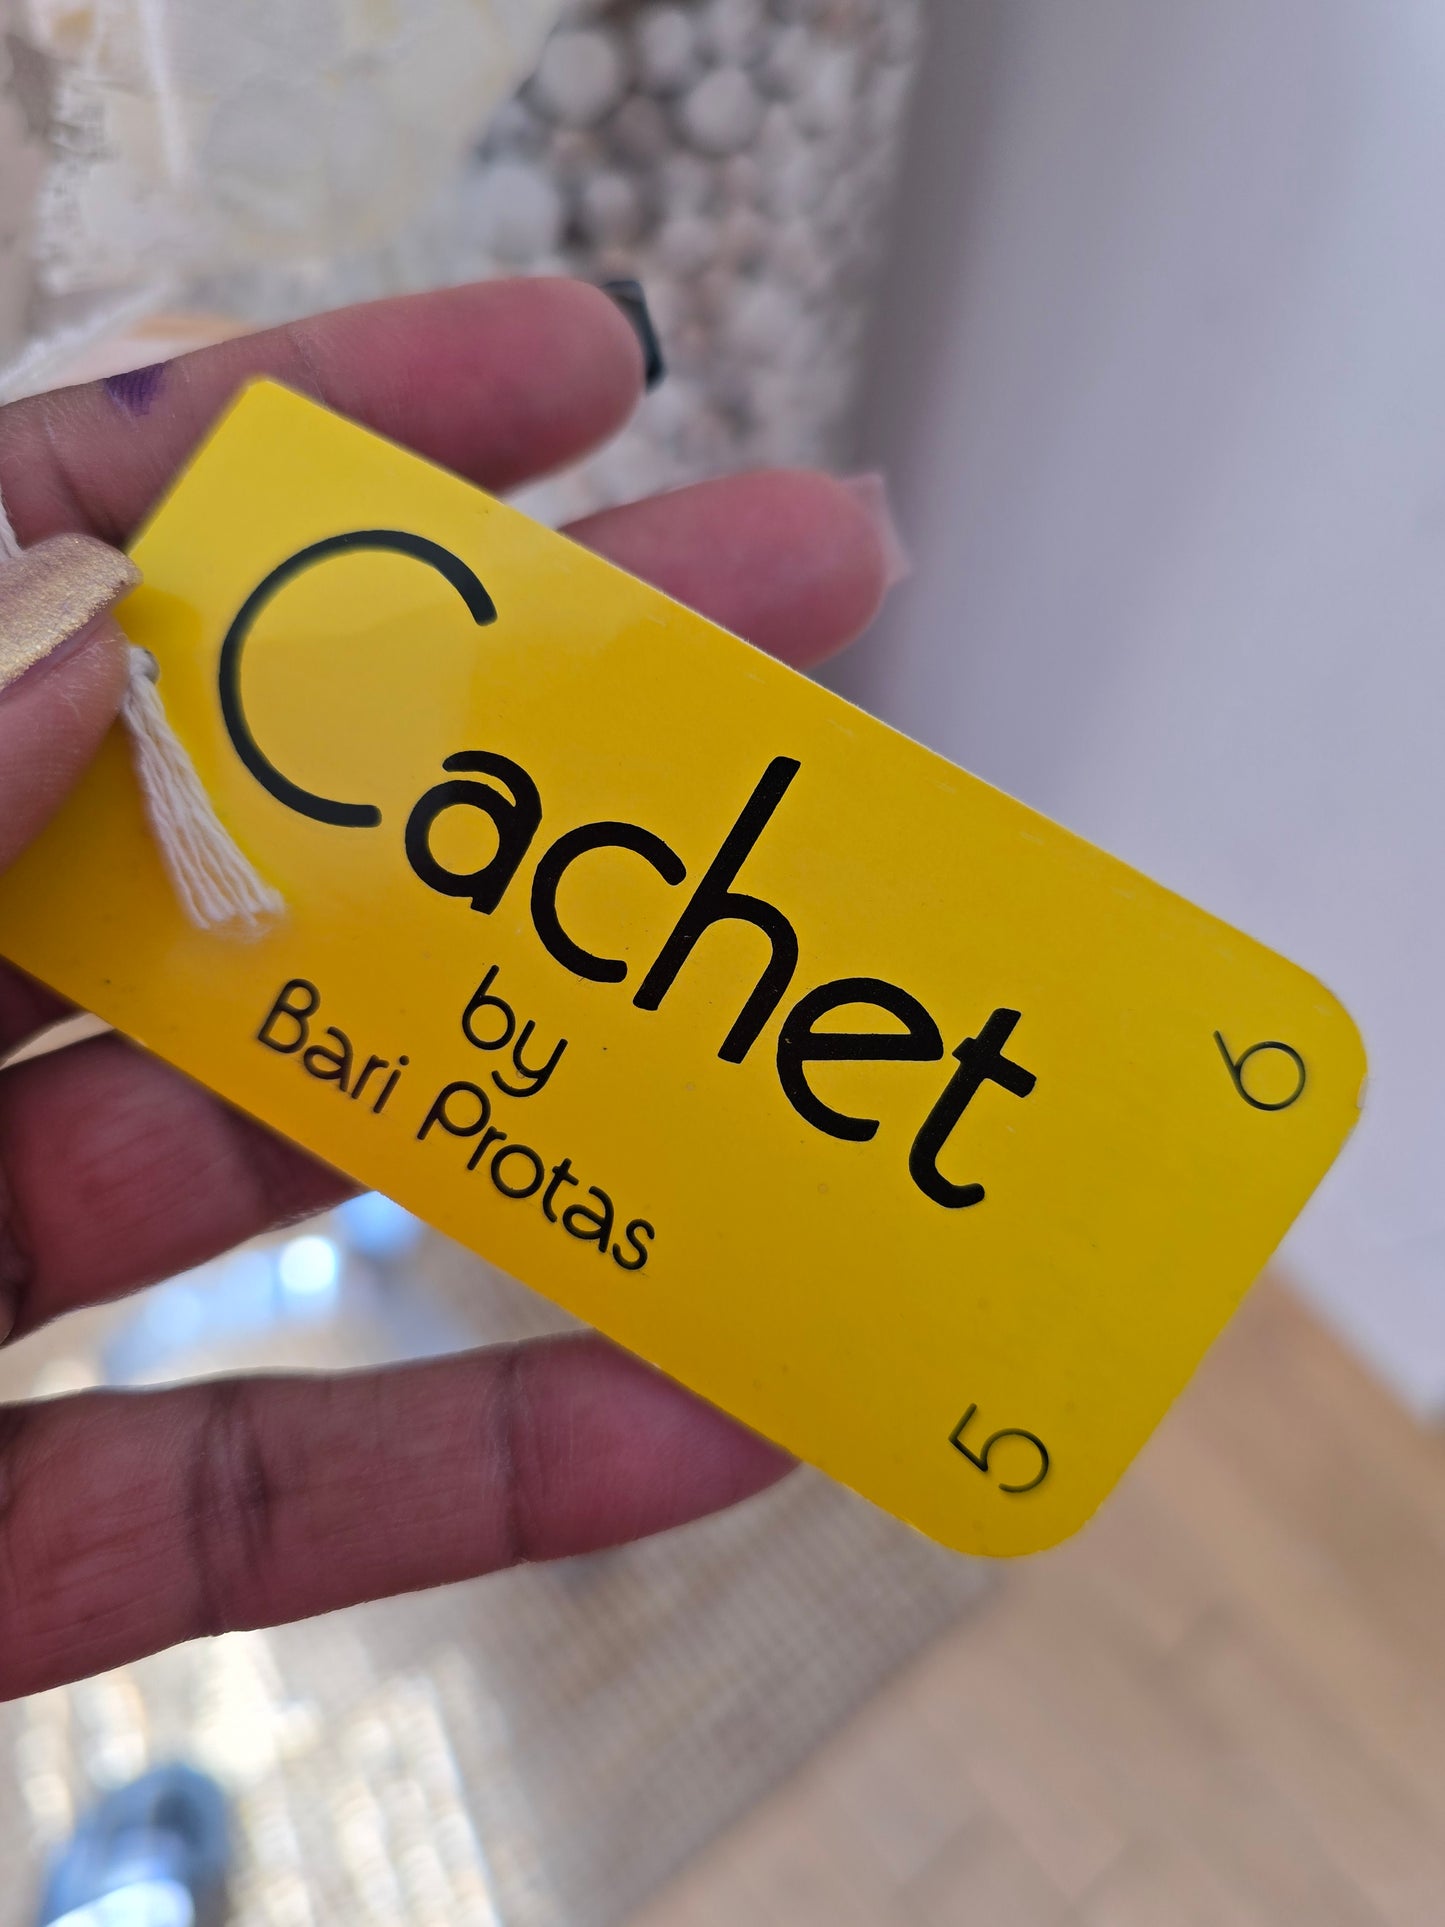 Cachet
by
Bari Protas
5 6